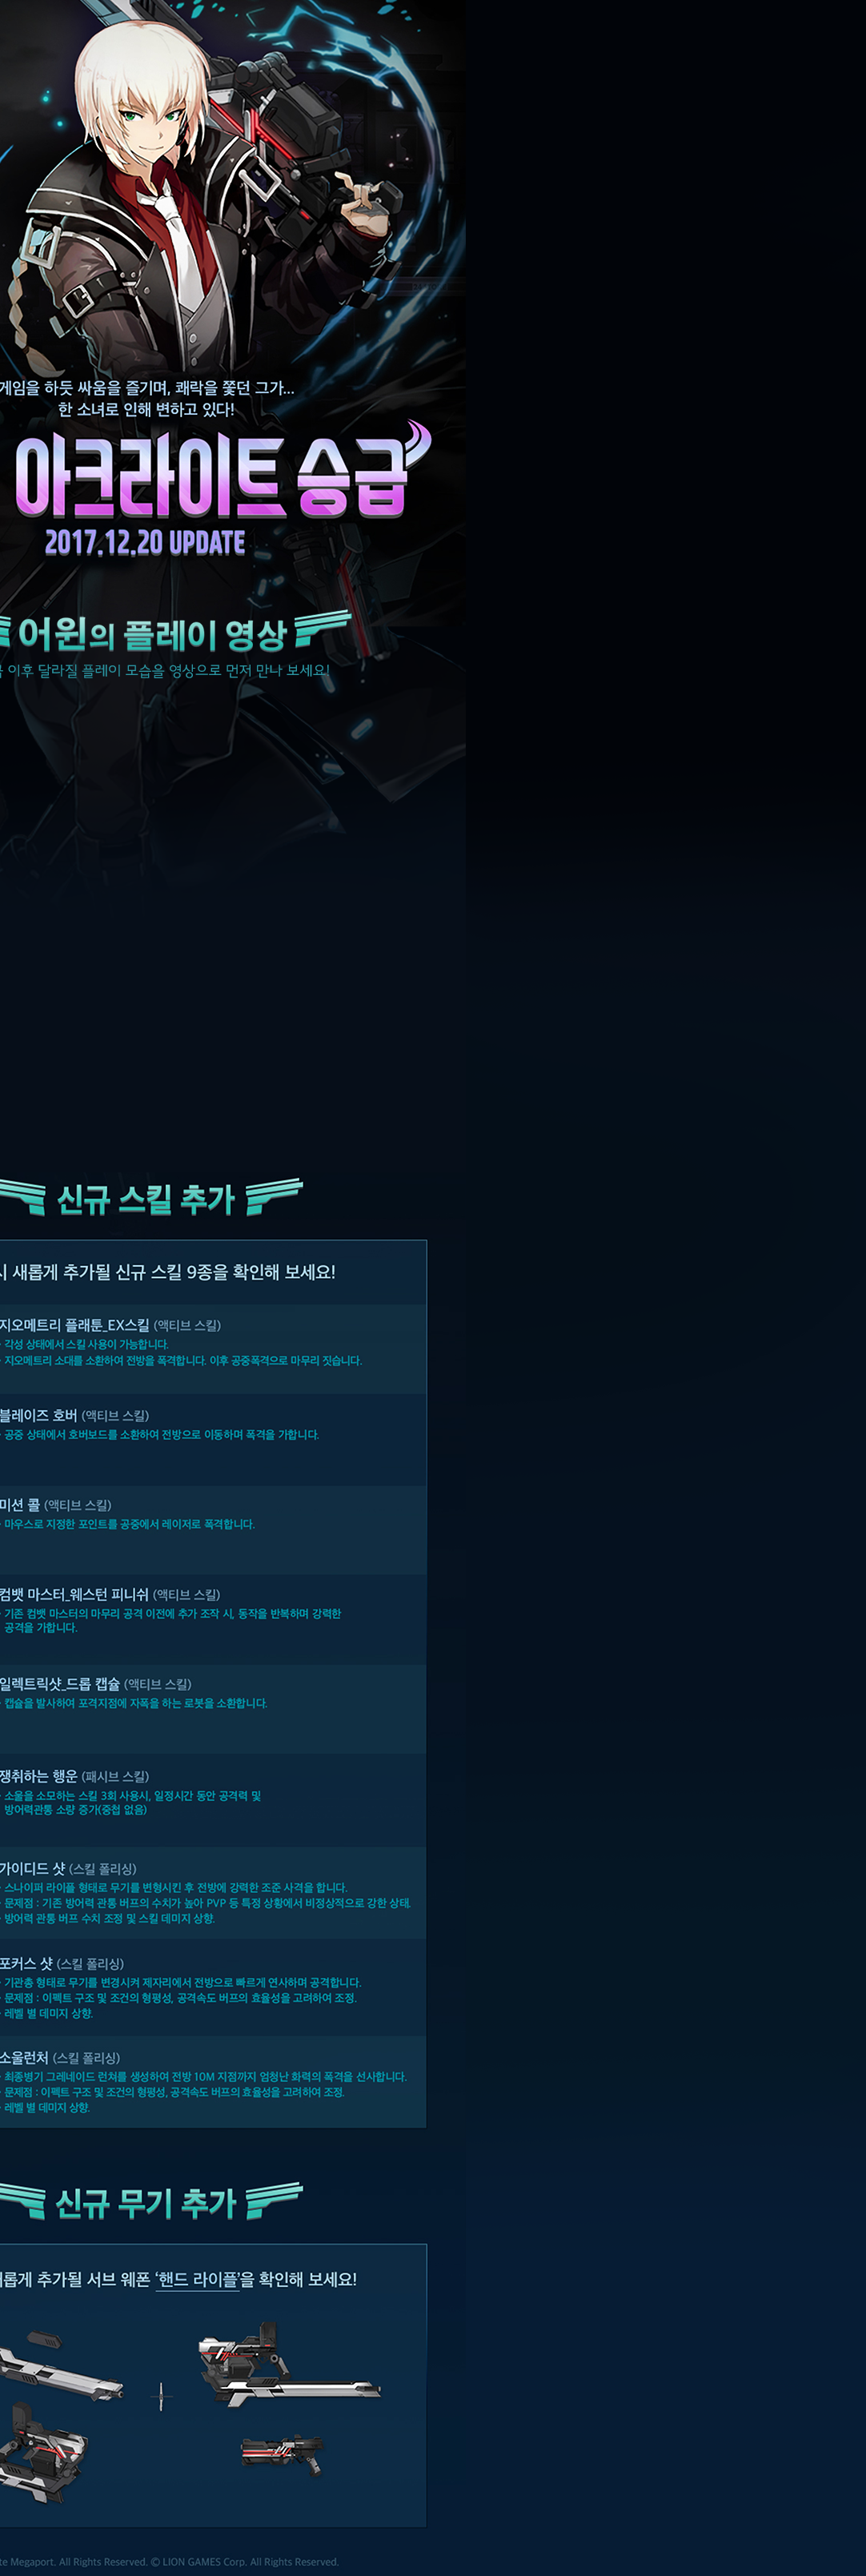 게임을 하듯 싸움을 즐기며, 쾌락을 쫓던 그가...
한 소녀로 인해 변하고 있다!
아크라이트 승급
2017.12.20 UPDATE
어윈의 플레이 영상
이후 달라질 플레이 모습을 영상으로 먼저 만나 보세요!
신규 스킬 추가
시 새롭게 추가될 신규 스킬 9종을 확인해 보세요!
지오메트리 플래툰_EX스킬 (액티브 스킬)
- 각성 상태에서 스킬 사용이 가능합니다.
- 지오메트리 소대를 소환하여 전방을 폭격합니다. 이후 공중폭격으로 마무리 짓습니다.
블레이즈 호버 (액티브 스킬)
- 공중 상태에서 호버보드를 소환하여 전방으로 이동하며 폭격을 가합니다.
미션 콜 (액티브 스킬)
- 마우스로 지정한 포인트를 공중에서 레이저로 폭격합니다.
컴뱃 마스터_웨스턴 피니쉬 (액티브 스킬)
- 기존 컴뱃 마스터의 마무리 공격 이전에 추가 조작 시, 동작을 반복하며 강력한
공격을 가합니다.
일렉트릭샷_드롭 캡슐 (액티브 스킬)
- 캡슐을 발사하여 포격지점에 자폭을 하는 로봇을 소환합니다.
쟁취하는 행운 (패시브 스킬)
- 소울을 소모하는 스킬 3회 사용시, 일정시간 동안 공격력 및
방어력관통 소량 증가(중첩 없음)
가이디드 샷 (스킬 폴리싱)
- 스나이퍼 라이플 형태로 무기를 변형시킨 후 전방에 강력한 조준 사격을 합니다.
- 문제점 : 기존 방어력 관통 버프의 수치가 높아 PVP 등 특정 상황에서 비정상적으로 강한 상태.
- 방어력 관통 버프 수치 조정 및 스킬 데미지 상향.
포커스 샷 (스킬 폴리싱)
- 기관총 형태로 무기를 변경시켜 제자리에서 전방으로 빠르게 연사하며 공격합니다.
- 문제점 : 이펙트 구조 및 조건의 형평성, 공격속도 버프의 효율성을 고려하여 조정.
- 레벨 별 데미지 상향.
소울런처 (스킬 폴리싱)
- 최종병기 그레네이드 런쳐를 생성하여 전방 10M 지점까지 엄청난 화력의 폭격을 선사합니다.
- 문제점 : 이펙트 구조 및 조건의 형평성, 공격속도 버프의 효율성을 고려하여 조정.
- 레벨 별 데미지 상향.
신규 무기 추가
롭게 추가될 서브 웨폰 '핸드 라이플'을 확인해 보세요!
te Megaport. All Rights Reserved. © LION GAMES Corp. All Rights Reserved.